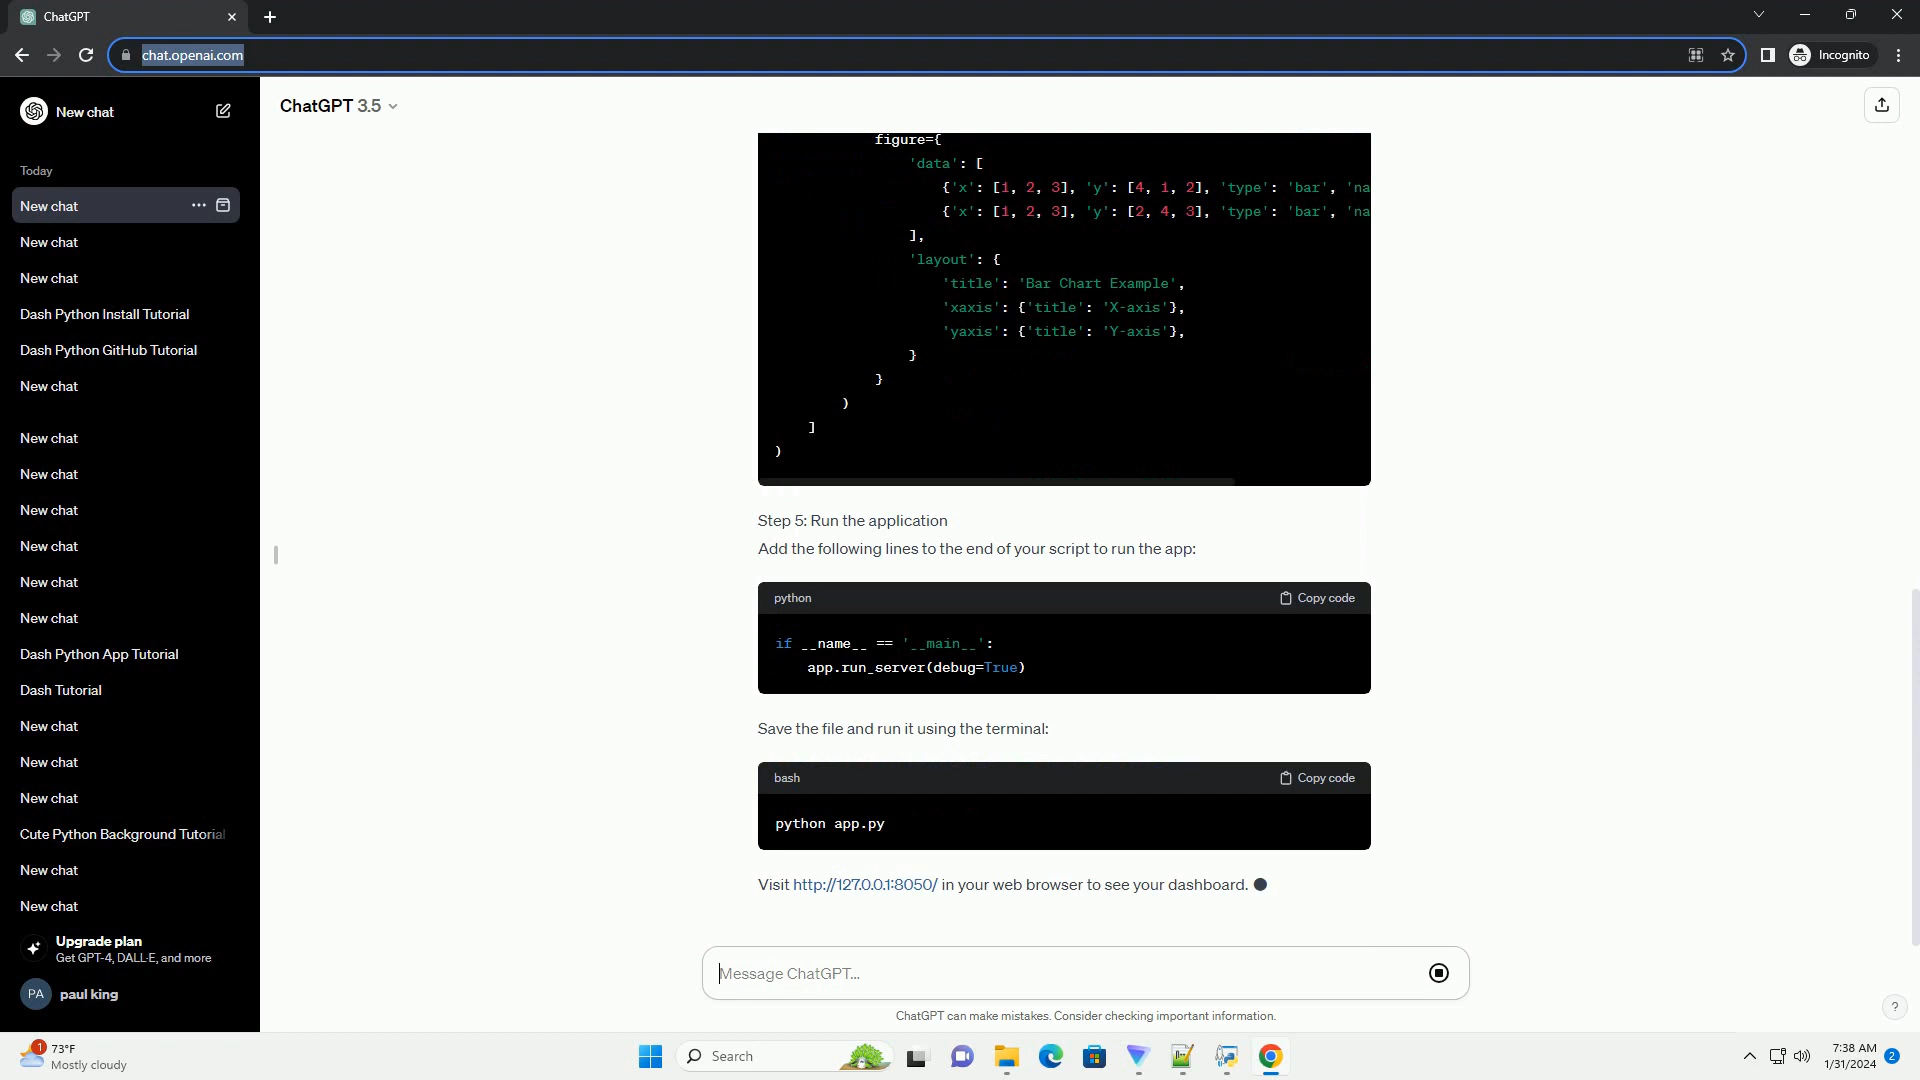 ChatGPT
chat.openai.com
Incognito
New chat
Today
New chat
New chat
New chat
Dash Python Install Tutorial
Dash Python GitHub Tutorial
New chat
New chat
New chat
New chat
New chat
New chat
New chat
Dash Python App Tutorial
Dash Tutorial
New chat
New chat
New chat
Cute Python Background Tutorial
New chat
New chat
Upgrade plan
Get GPT-4, DALL·E, and more
PA
paul king
ChatGPT 3.5
figure={
'data': [
{'x': [1, 2, 3], 'y': [4, 1, 2], 'type': 'bar', 'na
{'x': [1, 2, 3], 'y': [2, 4, 3], 'type': 'bar', 'na
],
'layout': {
'title': 'Bar Chart Example',
'xaxis': {'title': 'X-axis'},
'yaxis': {'title': 'Y-axis'},
}
}
)
]
)
Step 5: Run the application
Add the following lines to the end of your script to run the app:
python
Copy code
if __name__ == '__main__':
app.run_server(debug=True)
Save the file and run it using the terminal:
bash
Copy code
python app.py
Visit http://127.0.0.1:8050/ in your web browser to see your dashboard.
Message ChatGPT...
ChatGPT can make mistakes. Consider checking important information.
?
1
73°F
Mostly cloudy
Search
7:38 AM
1/31/2024
2